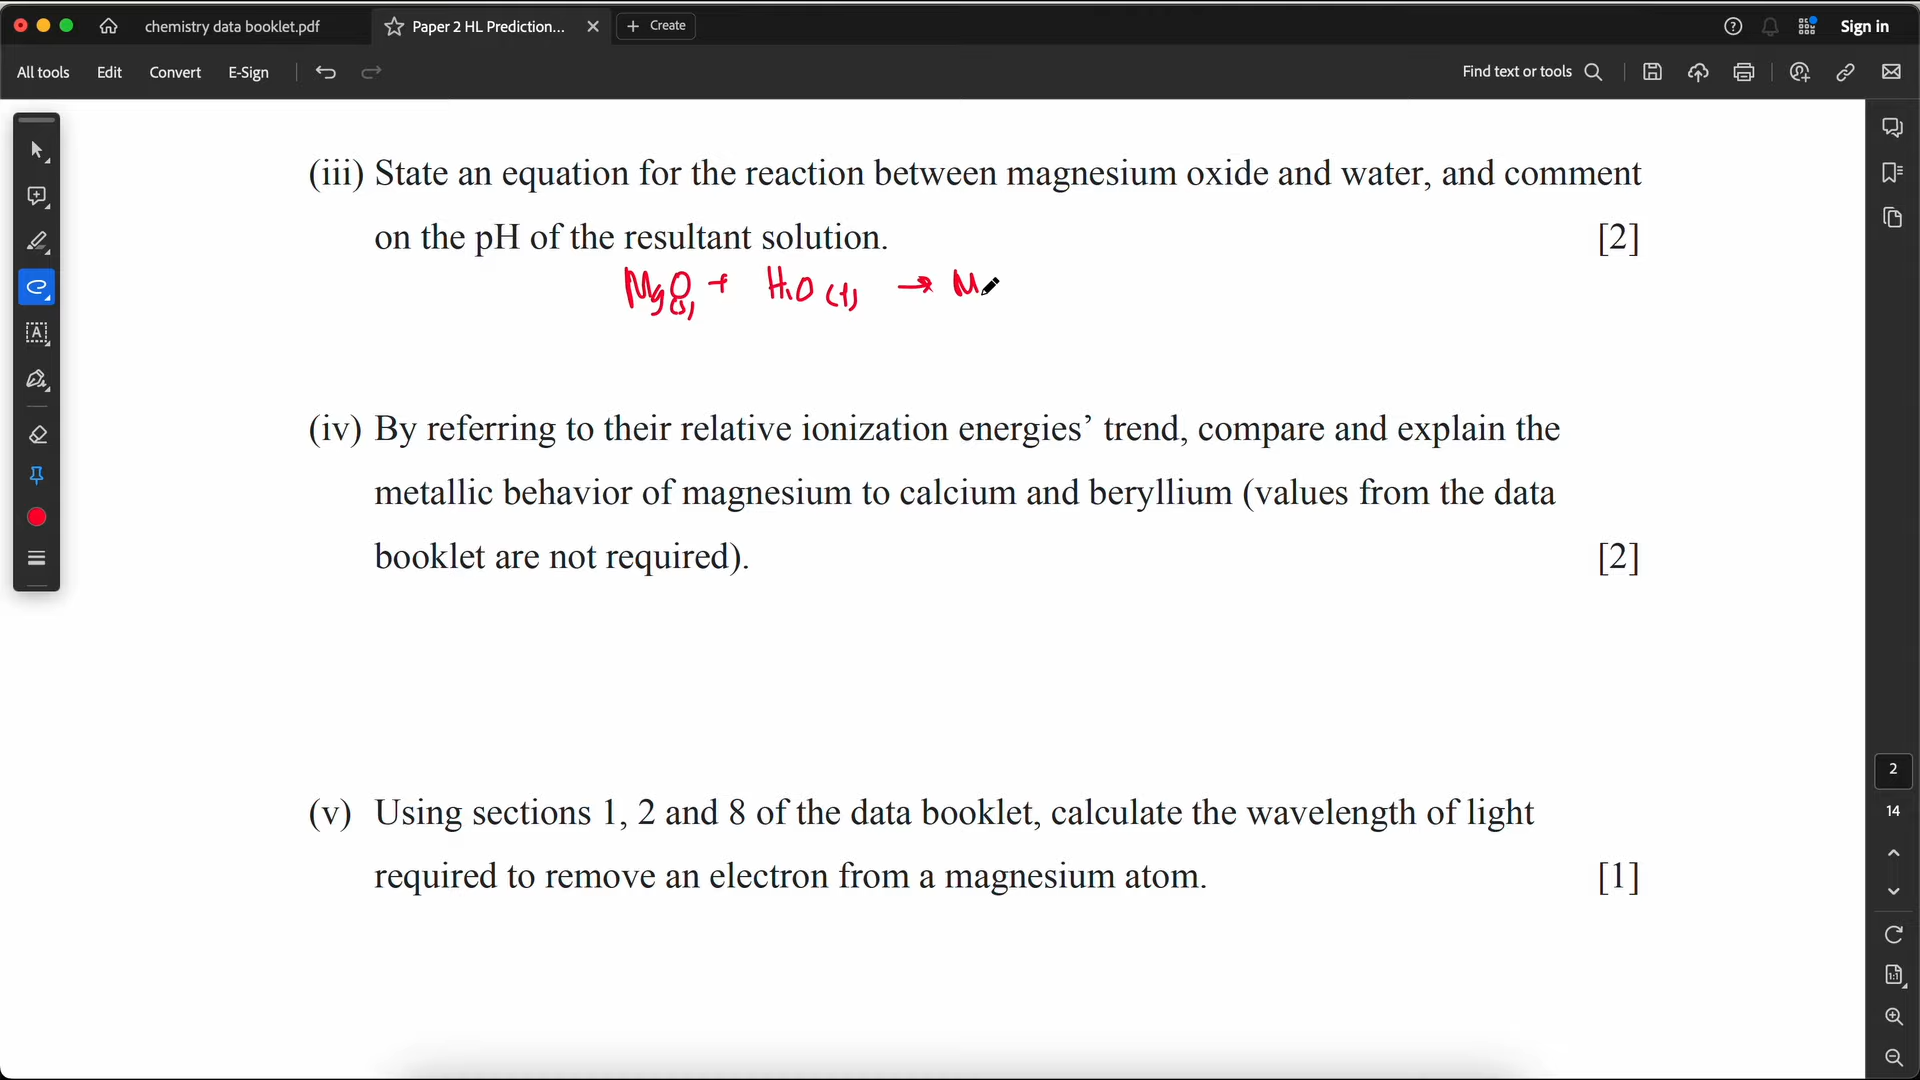 chemistry data booklet.pdf
Paper 2 HL Prediction...
Create
Sign in
All tools
Edit
Convert
E-Sign
Find text or tools
(iii) State an equation for the reaction between magnesium oxide and water, and comment
on the pH of the resultant solution. [2]
MgO(s) + H2O(l) → M
(iv) By referring to their relative ionization energies’ trend, compare and explain the
metallic behavior of magnesium to calcium and beryllium (values from the data
booklet are not required). [2]
(v) Using sections 1, 2 and 8 of the data booklet, calculate the wavelength of light
required to remove an electron from a magnesium atom. [1]
2
14